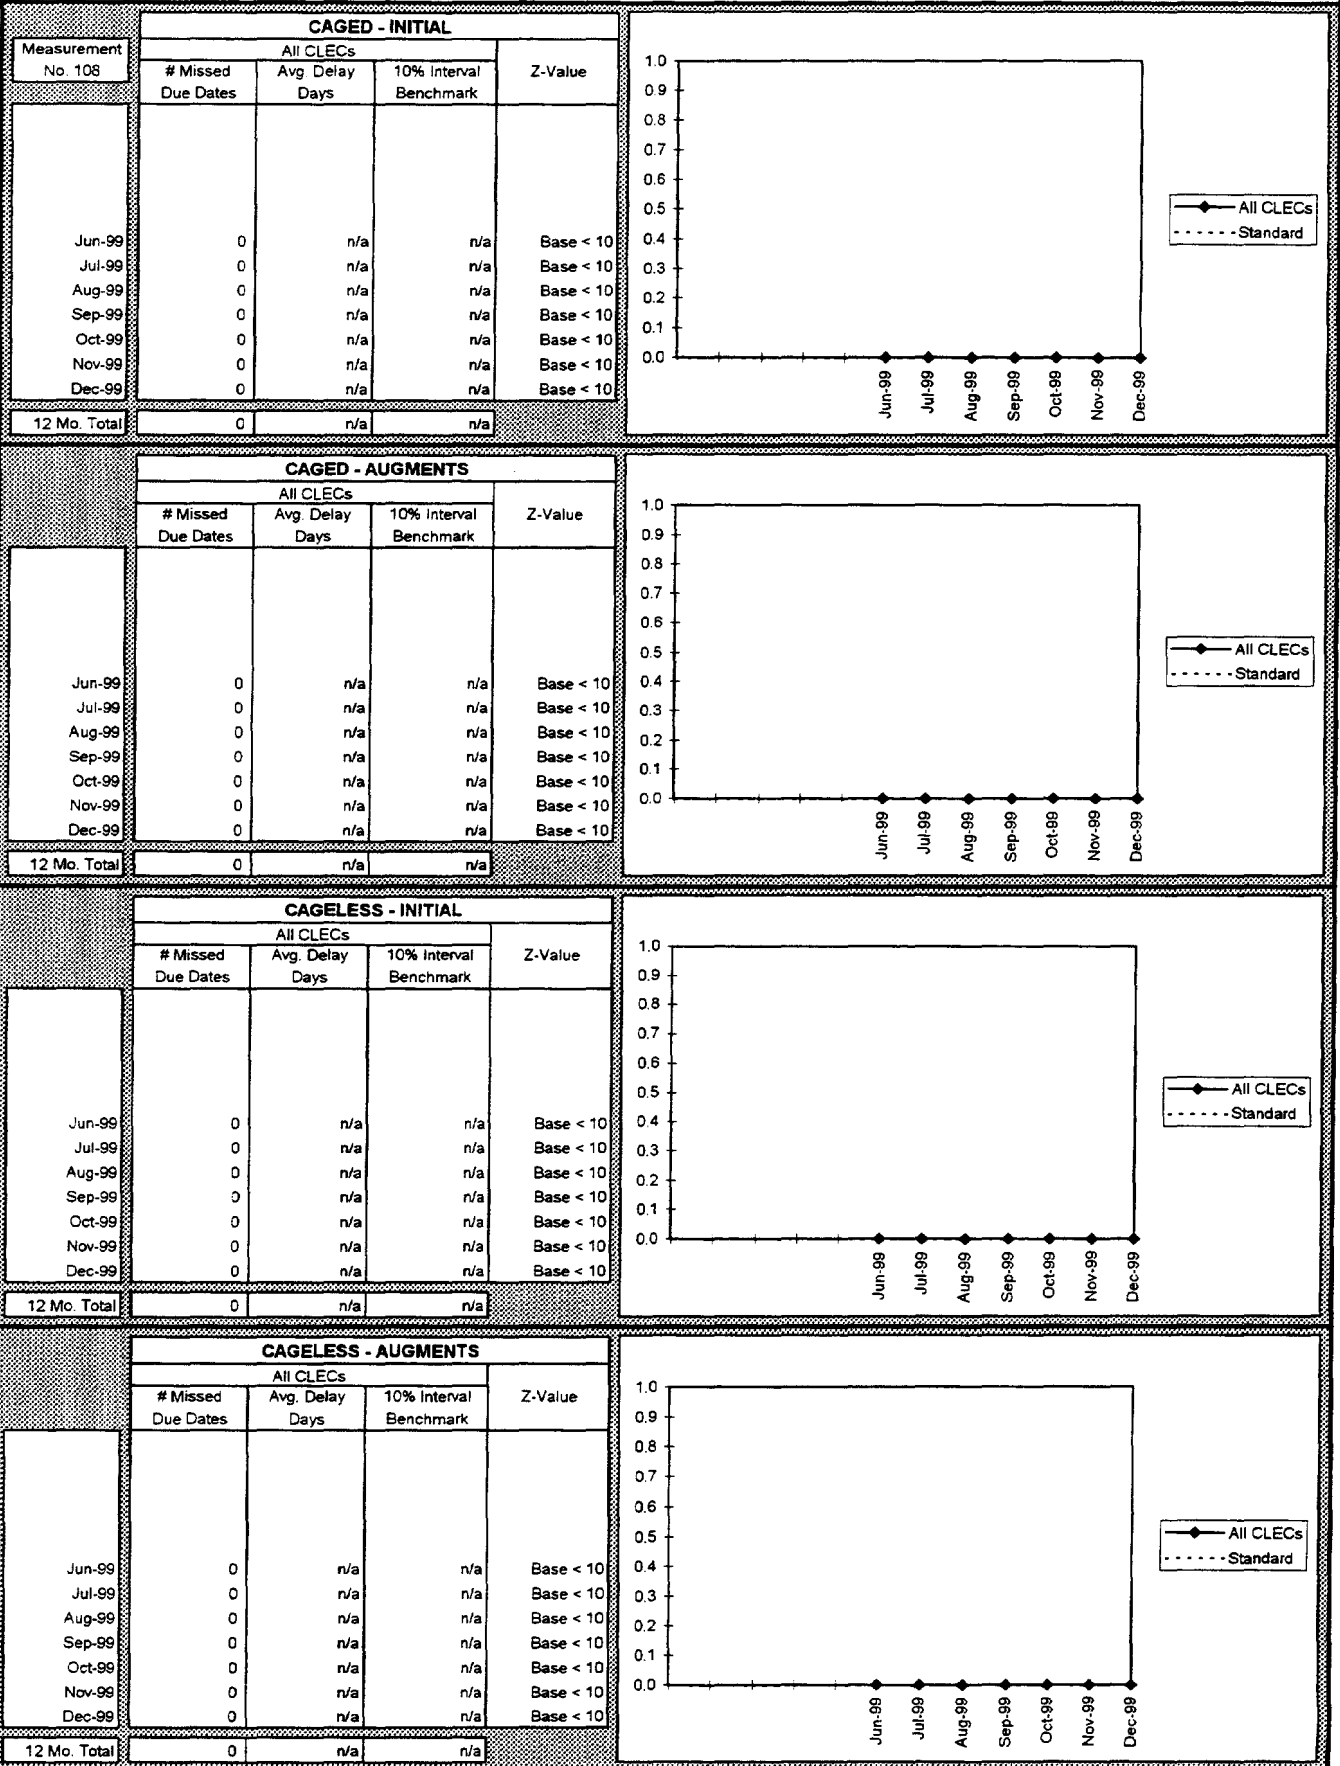 CAGED - INITIAL
Measurement No. 108
All CLECs
# Missed Due Dates
Avg. Delay Days
10% Interval Benchmark
Z-Value
Jun-99 0 n/a n/a Base < 10
Jul-99 0 n/a n/a Base < 10
Aug-99 0 n/a n/a Base < 10
Sep-99 0 n/a n/a Base < 10
Oct-99 0 n/a n/a Base < 10
Nov-99 0 n/a n/a Base < 10
Dec-99 0 n/a n/a Base < 10
12 Mo. Total 0 n/a n/a
1.0
0.9
0.8
0.7
0.6
0.5
0.4
0.3
0.2
0.1
0.0
Jun-99 Jul-99 Aug-99 Sep-99 Oct-99 Nov-99 Dec-99
All CLECs
Standard
CAGED - AUGMENTS
All CLECs
# Missed Due Dates
Avg. Delay Days
10% Interval Benchmark
Z-Value
Jun-99 0 n/a n/a Base < 10
Jul-99 0 n/a n/a Base < 10
Aug-99 0 n/a n/a Base < 10
Sep-99 0 n/a n/a Base < 10
Oct-99 0 n/a n/a Base < 10
Nov-99 0 n/a n/a Base < 10
Dec-99 0 n/a n/a Base < 10
12 Mo. Total 0 n/a n/a
1.0
0.9
0.8
0.7
0.6
0.5
0.4
0.3
0.2
0.1
0.0
Jun-99 Jul-99 Aug-99 Sep-99 Oct-99 Nov-99 Dec-99
All CLECs
Standard
CAGELESS - INITIAL
All CLECs
# Missed Due Dates
Avg. Delay Days
10% Interval Benchmark
Z-Value
Jun-99 0 n/a n/a Base < 10
Jul-99 0 n/a n/a Base < 10
Aug-99 0 n/a n/a Base < 10
Sep-99 0 n/a n/a Base < 10
Oct-99 0 n/a n/a Base < 10
Nov-99 0 n/a n/a Base < 10
Dec-99 0 n/a n/a Base < 10
12 Mo. Total 0 n/a n/a
1.0
0.9
0.8
0.7
0.6
0.5
0.4
0.3
0.2
0.1
0.0
Jun-99 Jul-99 Aug-99 Sep-99 Oct-99 Nov-99 Dec-99
All CLECs
Standard
CAGELESS - AUGMENTS
All CLECs
# Missed Due Dates
Avg. Delay Days
10% Interval Benchmark
Z-Value
Jun-99 0 n/a n/a Base < 10
Jul-99 0 n/a n/a Base < 10
Aug-99 0 n/a n/a Base < 10
Sep-99 0 n/a n/a Base < 10
Oct-99 0 n/a n/a Base < 10
Nov-99 0 n/a n/a Base < 10
Dec-99 0 n/a n/a Base < 10
12 Mo. Total 0 n/a n/a
1.0
0.9
0.8
0.7
0.6
0.5
0.4
0.3
0.2
0.1
0.0
Jun-99 Jul-99 Aug-99 Sep-99 Oct-99 Nov-99 Dec-99
All CLECs
Standard